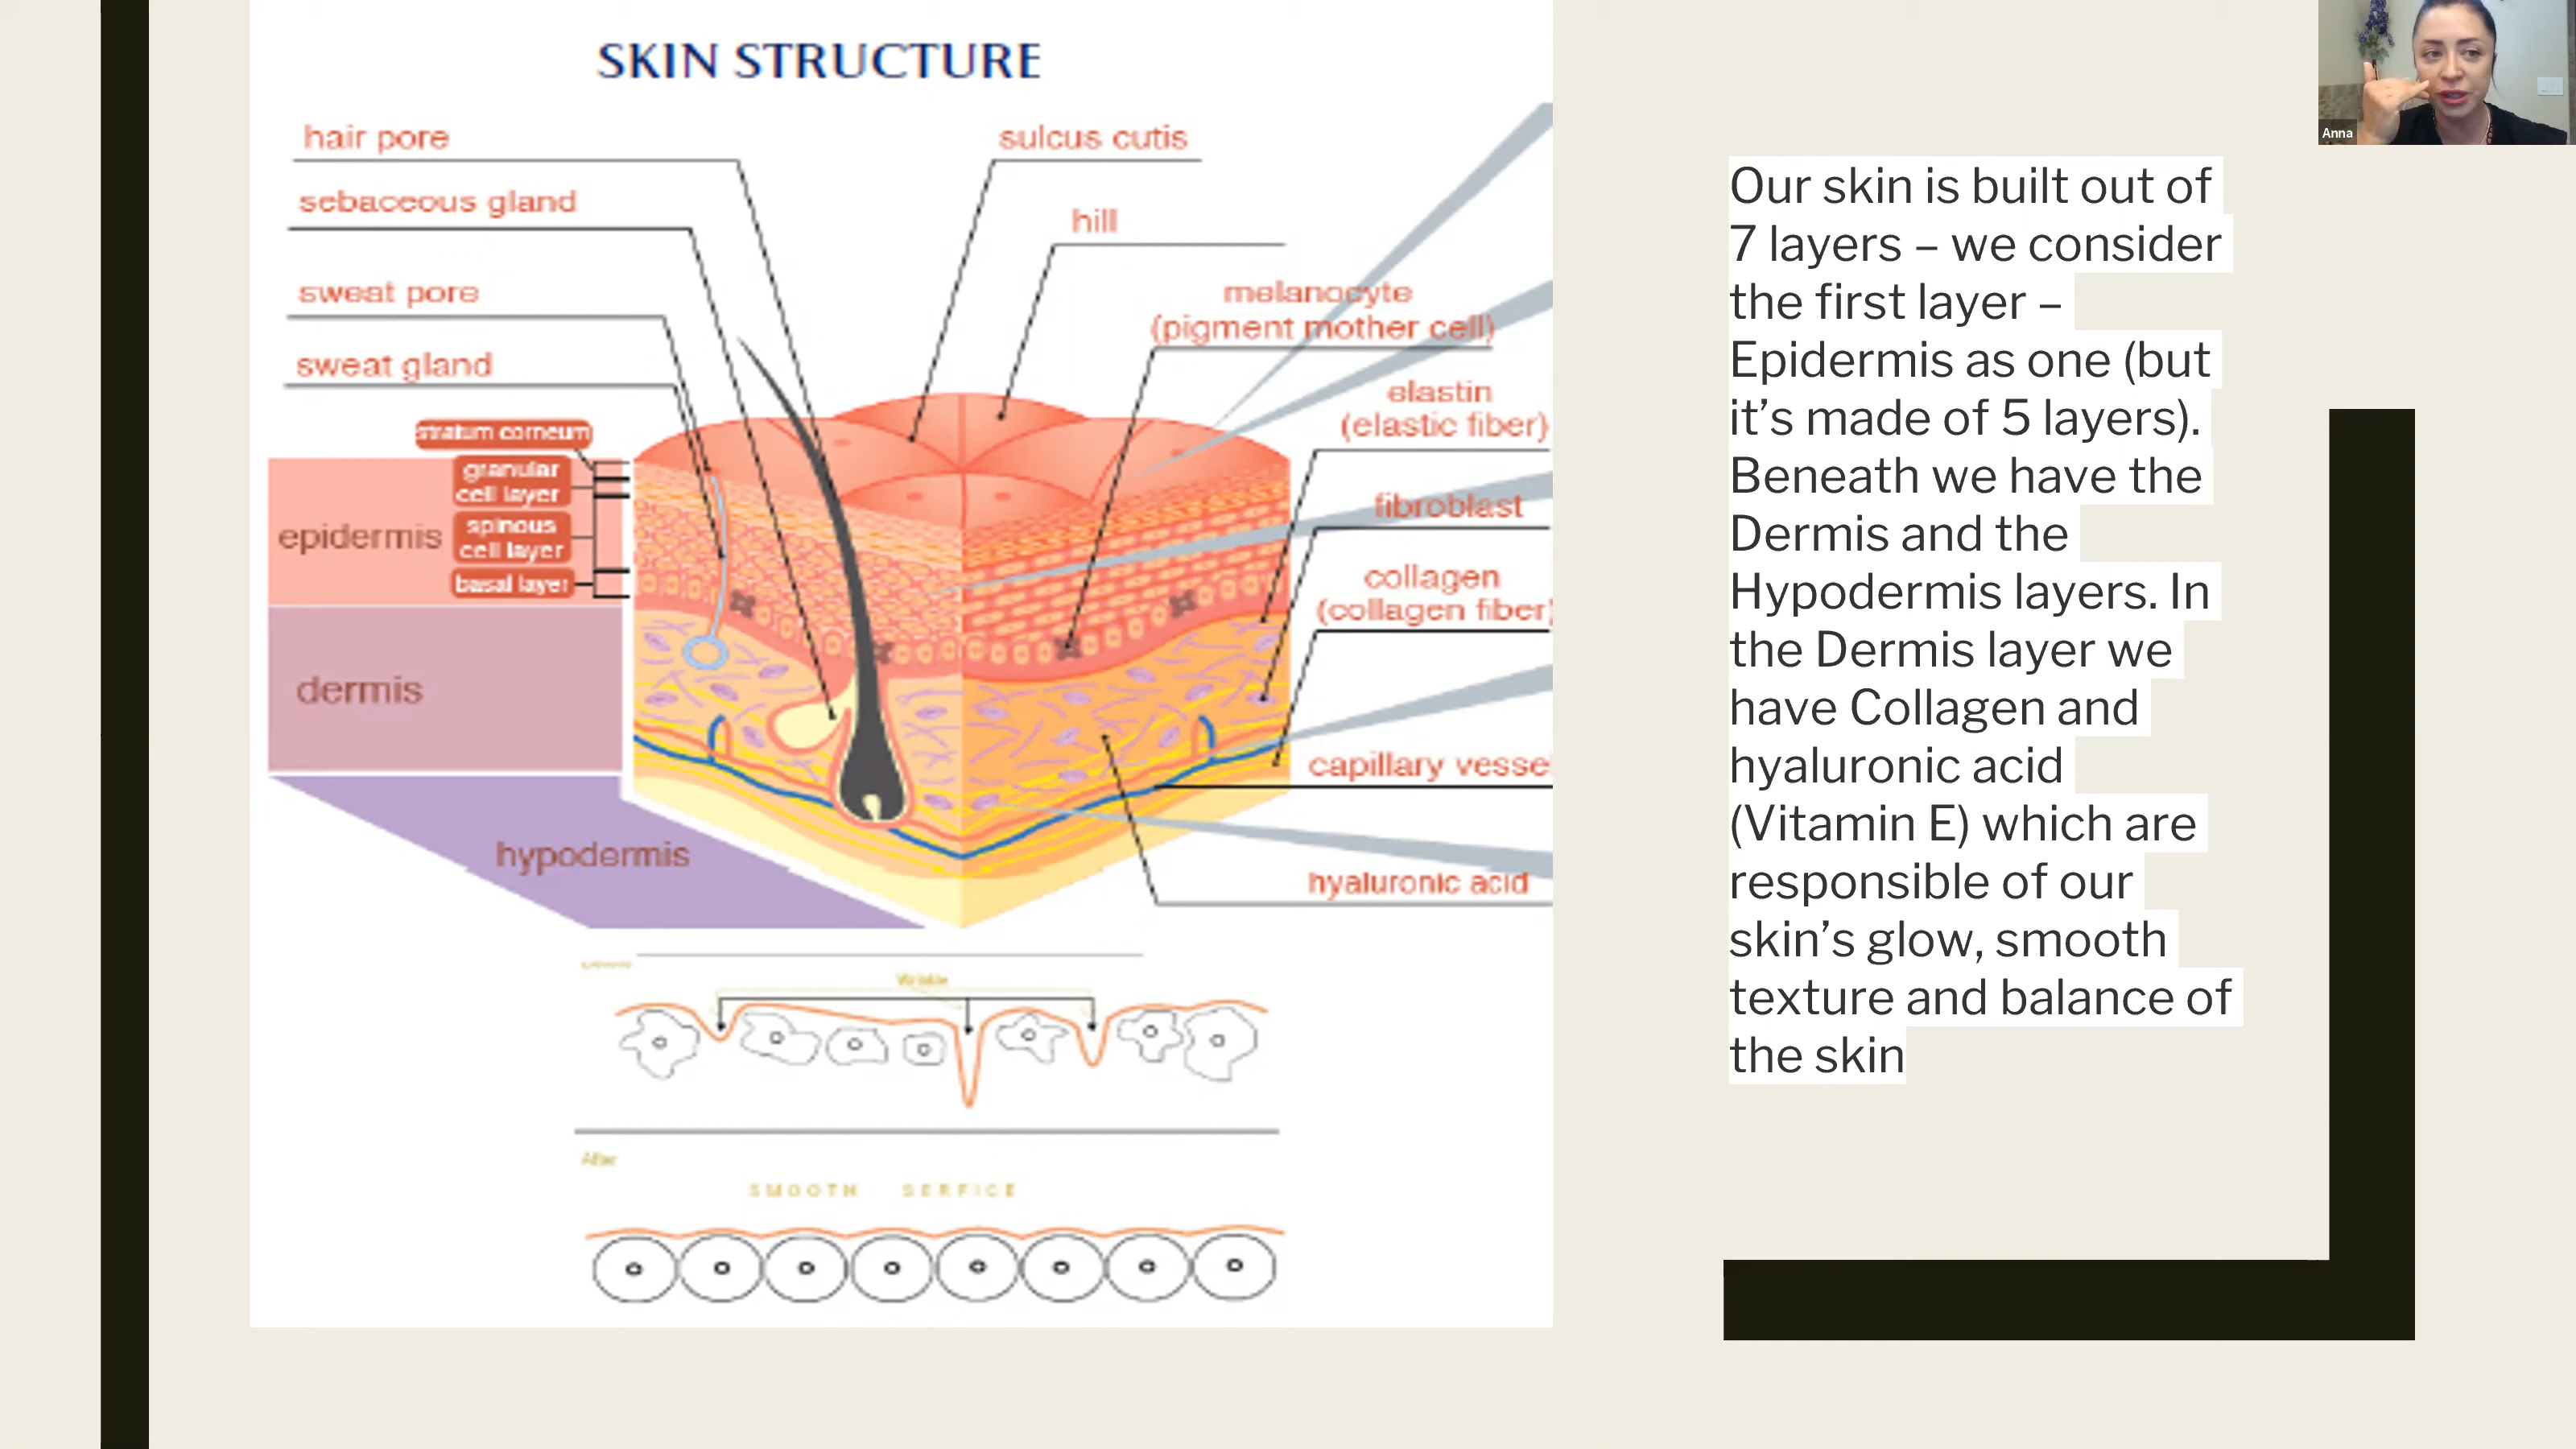 SKIN STRUCTURE
hair pore
sebaceous gland
sweat pore
sweat gland
sulcus cutis
hill
melanocyte
(pigment mother cell)
elastin
(elastic fiber)
fibroblast
collagen
(collagen fiber)
capillary vesse
hyaluronic acid
stratum corneum
granular
cell layer
spinous
cell layer
basal layer
epidermis
dermis
hypodermis
Wrinkle
After
SMOOTH SERFICE
Anna
Our skin is built out of
7 layers – we consider
the first layer –
Epidermis as one (but
it’s made of 5 layers).
Beneath we have the
Dermis and the
Hypodermis layers. In
the Dermis layer we
have Collagen and
hyaluronic acid
(Vitamin E) which are
responsible of our
skin’s glow, smooth
texture and balance of
the skin